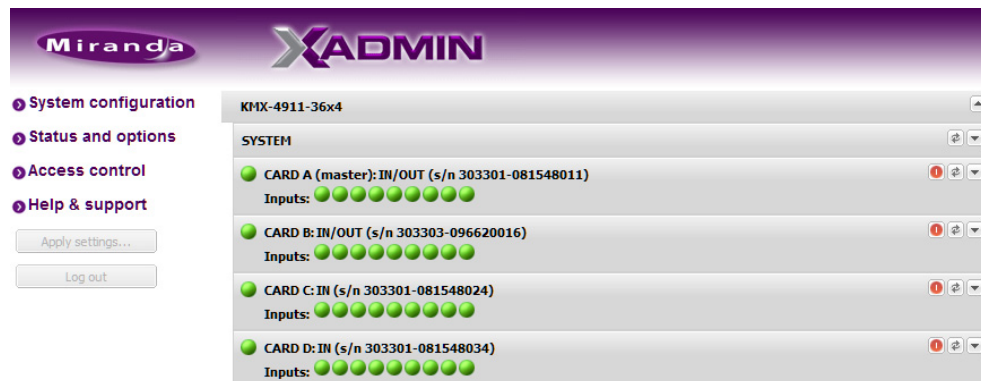 Miranda
XADMIN
System configuration
Status and options
Access control
Help & support
Apply settings...
Log out
KMX-4911-36x4
SYSTEM
CARD A (master): IN/OUT (s/n 303301-081548011)
Inputs:
CARD B: IN/OUT (s/n 303303-096620016)
Inputs:
CARD C: IN (s/n 303301-081548024)
Inputs:
CARD D: IN (s/n 303301-081548034)
Inputs: